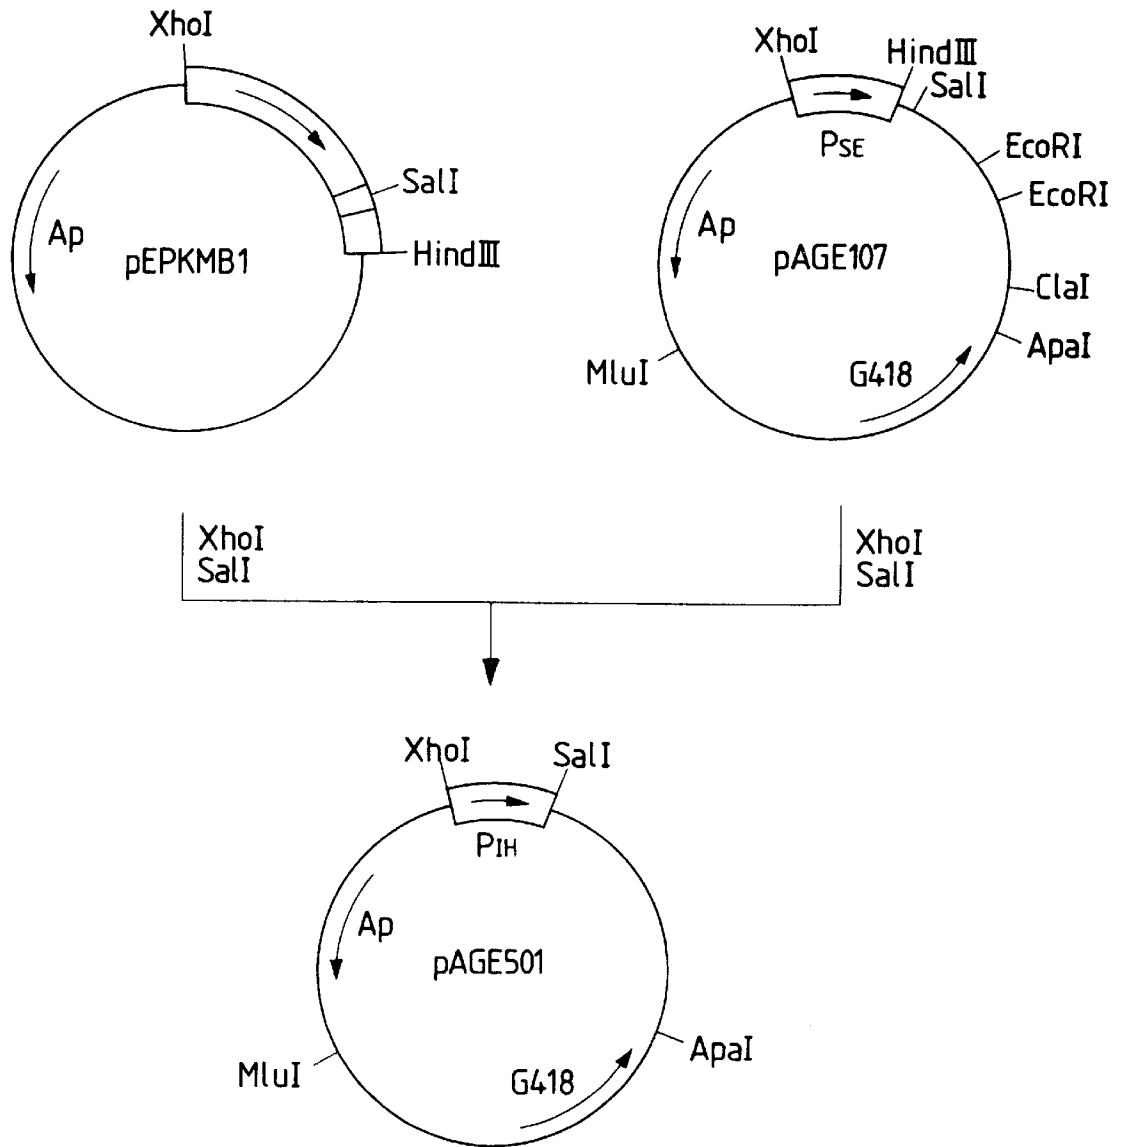 XhoI
SalI
HindIII
Ap
pEPKMB1
XhoI
HindIII
SalI
PSE
EcoRI
EcoRI
Ap
pAGE107
ClaI
ApaI
MluI
G418
XhoI
SalI
XhoI
SalI
XhoI
SalI
PIH
Ap
pAGE501
MluI
ApaI
G418